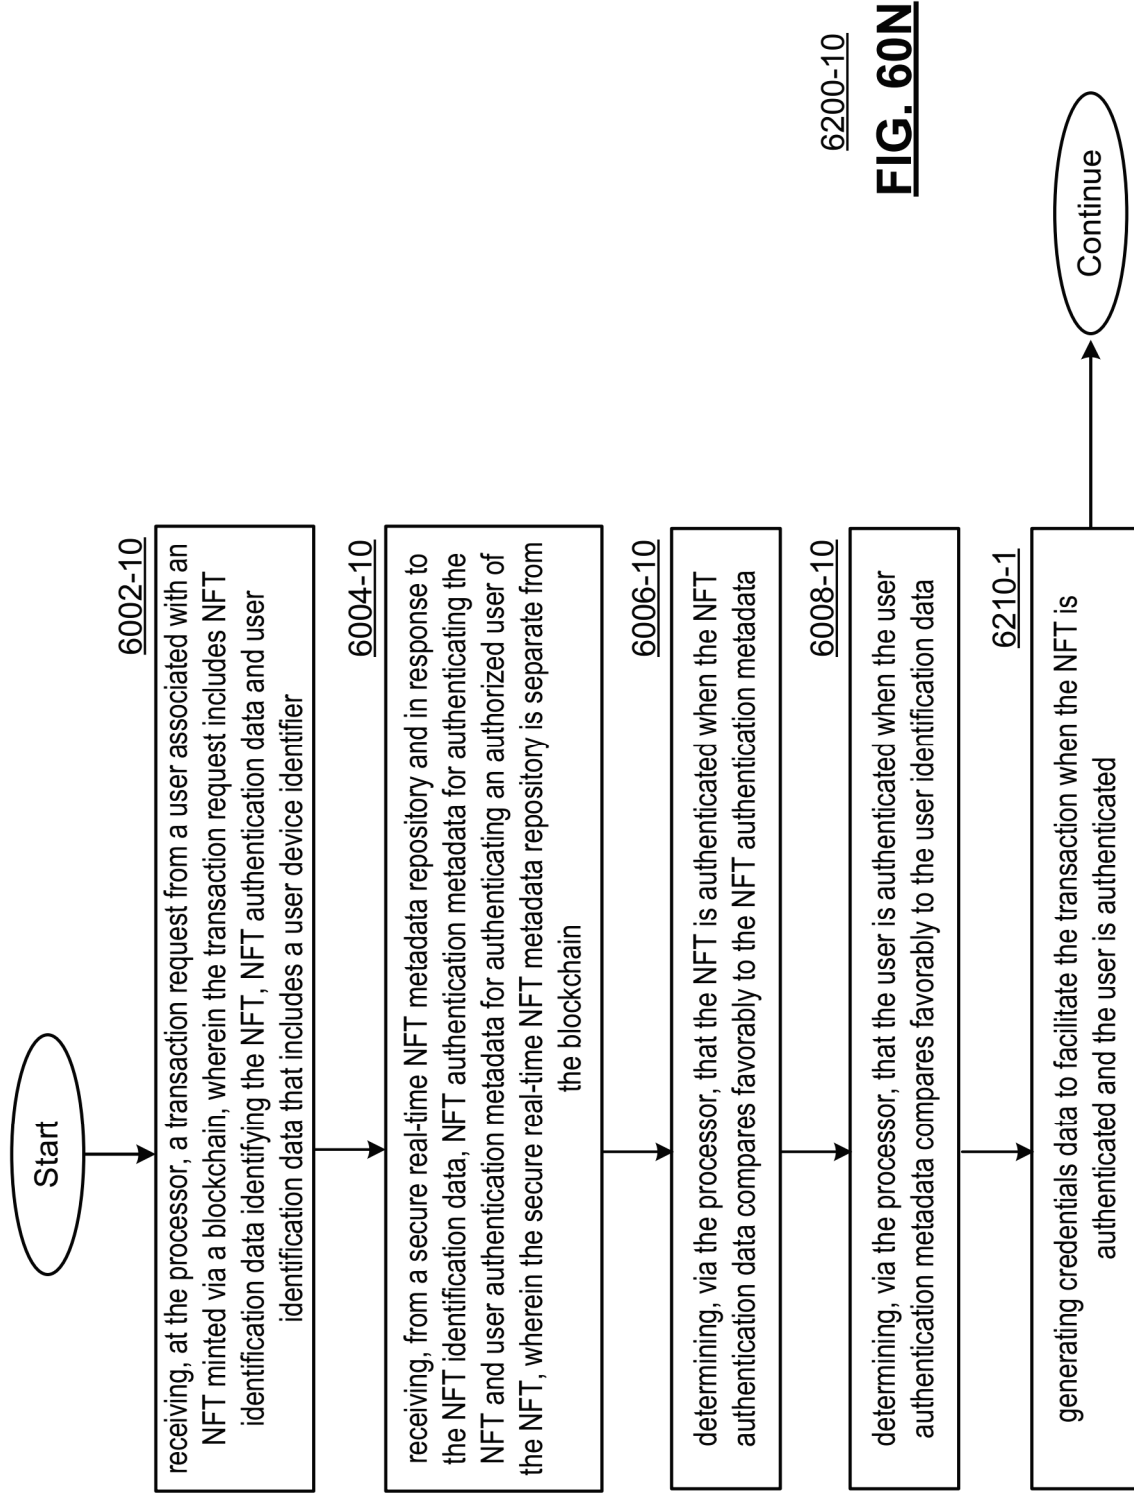 Start
6002-10
receiving, at the processor, a transaction request from a user associated with an
NFT minted via a blockchain, wherein the transaction request includes NFT
identification data identifying the NFT, NFT authentication data and user
identification data that includes a user device identifier
6004-10
receiving, from a secure real-time NFT metadata repository and in response to
the NFT identification data, NFT authentication metadata for authenticating the
NFT and user authentication metadata for authenticating an authorized user of
the NFT, wherein the secure real-time NFT metadata repository is separate from
the blockchain
6006-10
determining, via the processor, that the NFT is authenticated when the NFT
authentication data compares favorably to the NFT authentication metadata
6008-10
determining, via the processor, that the user is authenticated when the user
authentication metadata compares favorably to the user identification data
6210-1
generating credentials data to facilitate the transaction when the NFT is
authenticated and the user is authenticated
Continue
6200-10
FIG. 60N